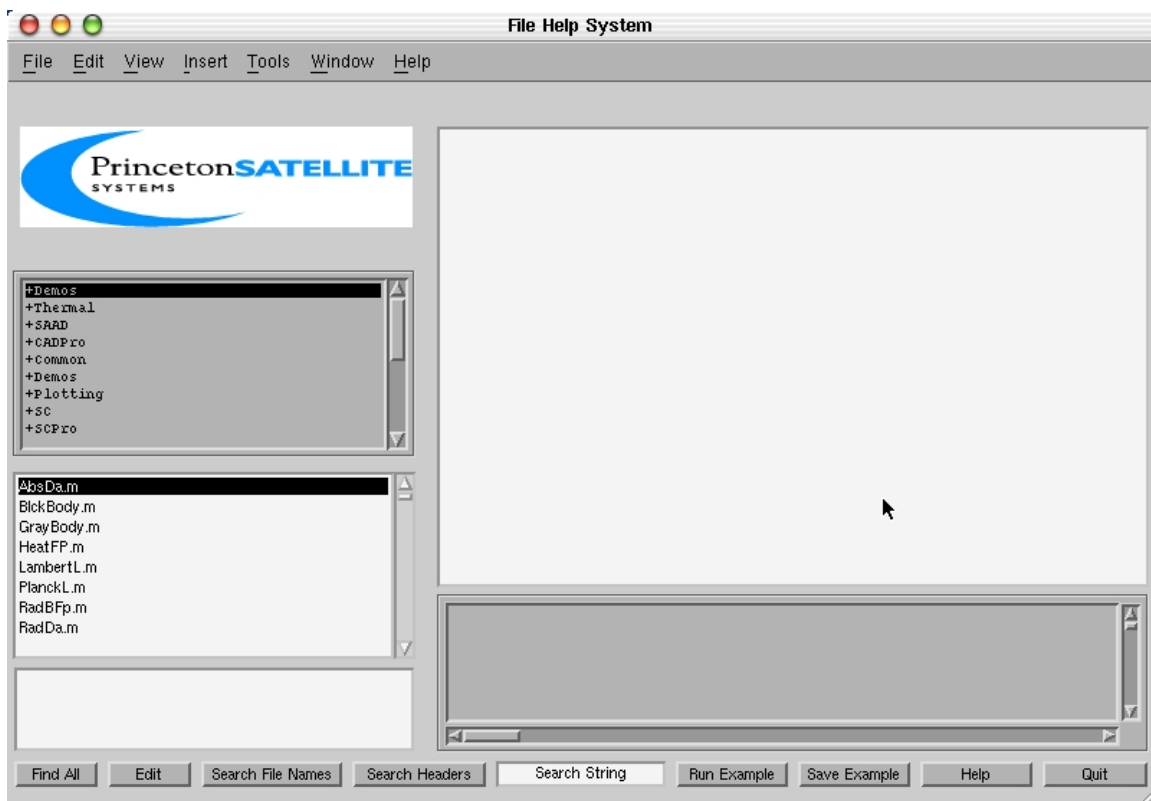 File Help System
File Edit View Insert Tools Window Help
PrincetonSATELLITE
SYSTEMS
+Demos
+Thermal
+SAAD
+CADPro
+Common
+Demos
+Plotting
+SC
+SCPro
AbsDa.m
BlckBody.m
GrayBody.m
HeatFP.m
LambertL.m
PlanckL.m
RadBFp.m
RadDa.m
Find All Edit Search File Names Search Headers Search String Run Example Save Example Help Quit